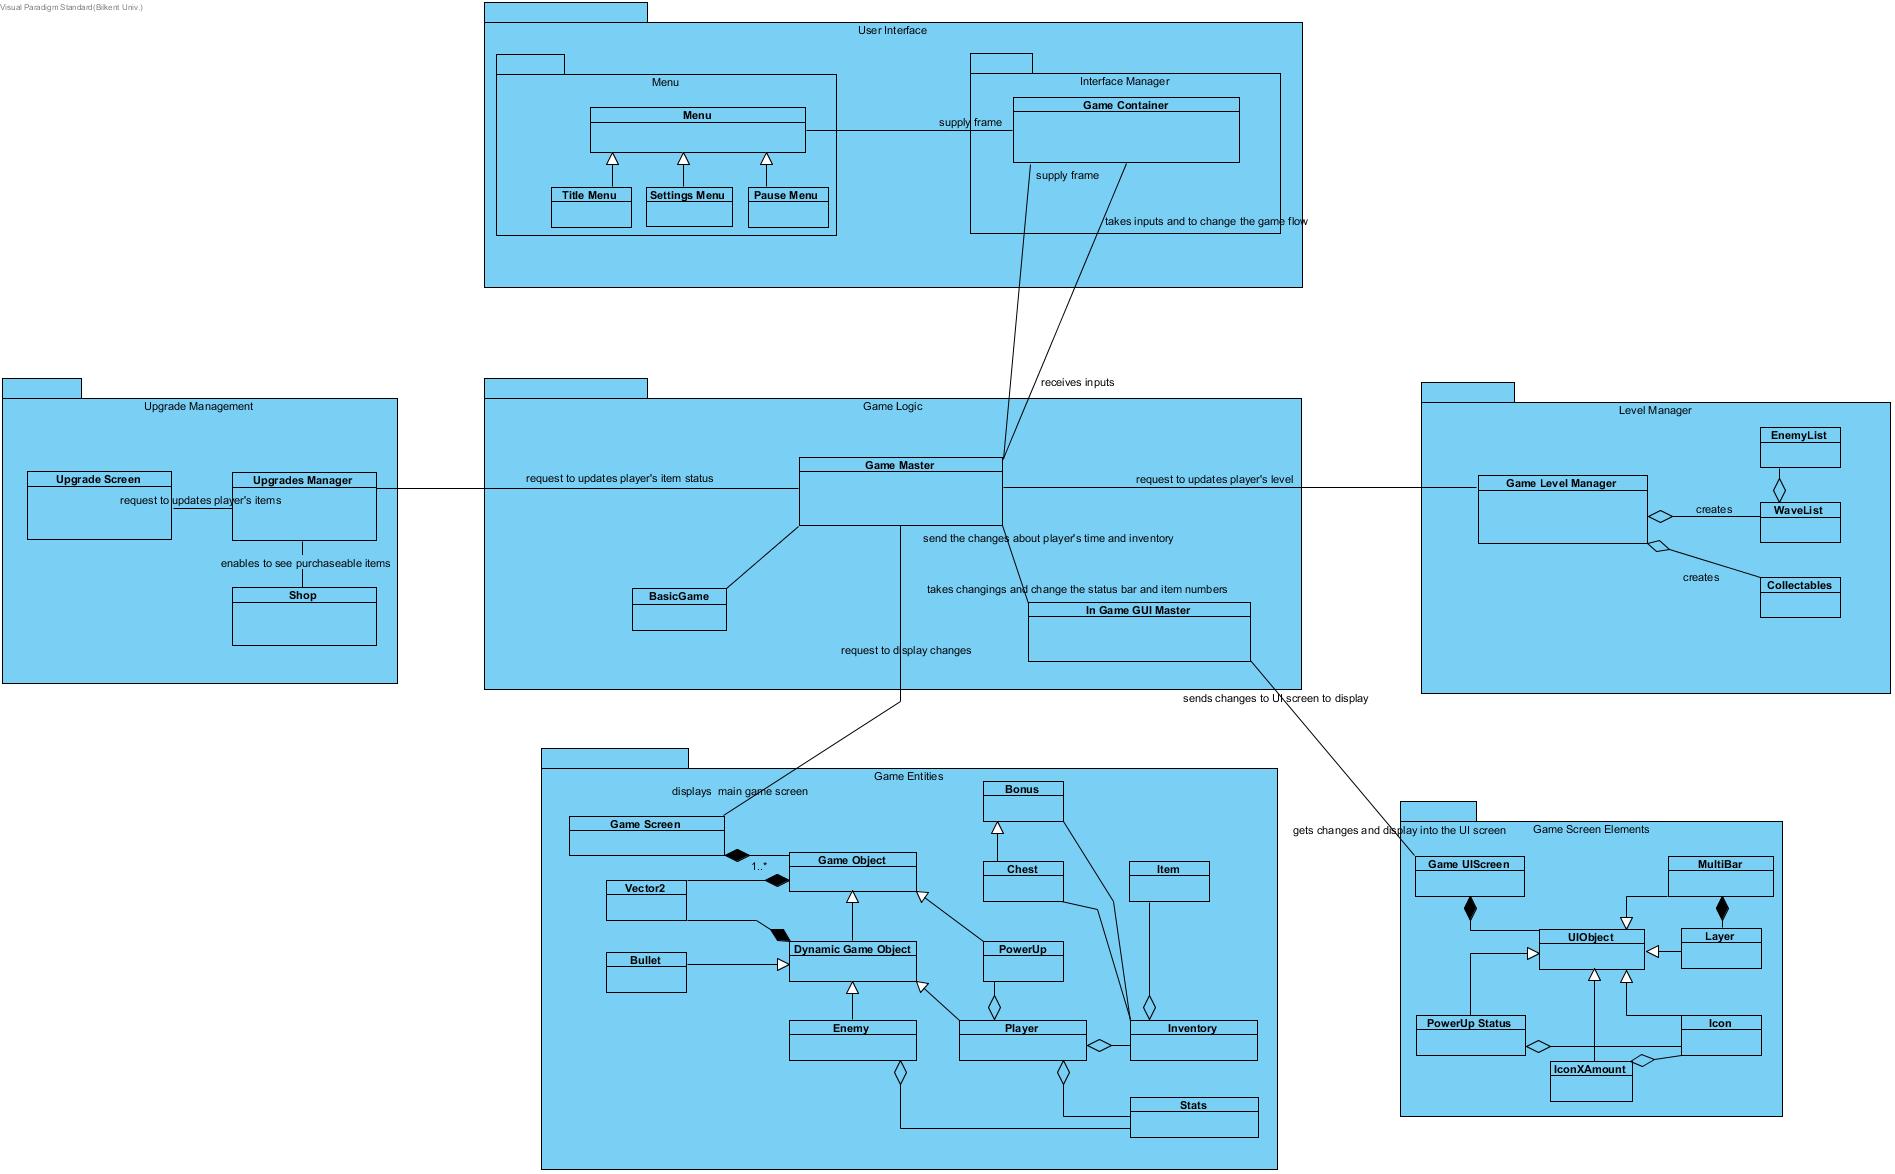 Visual Paradigm Standard(Bilkent Univ.)
User Interface
Menu
Interface Manager
Menu
Game Container
supply frame
supply frame
Title Menu
Settings Menu
Pause Menu
takes inputs and to change the game flow
receives inputs
Upgrade Management
Upgrade Screen
Upgrades Manager
request to updates player's items
enables to see purchaseable items
Shop
Game Logic
Game Master
request to updates player's item status
request to updates player's level
send the changes about player's time and inventory
BasicGame
takes changings and change the status bar and item numbers
In Game GUI Master
request to display changes
sends changes to UI screen to display
Level Manager
EnemyList
Game Level Manager
creates
WaveList
creates
Collectables
Game Entities
displays  main game screen
Bonus
Game Screen
1..*
Game Object
Chest
Item
Vector2
Dynamic Game Object
PowerUp
Bullet
Enemy
Player
Inventory
Stats
gets changes and display into the UI screen
Game Screen Elements
Game UIScreen
MultiBar
UIObject
Layer
PowerUp Status
Icon
IconXAmount